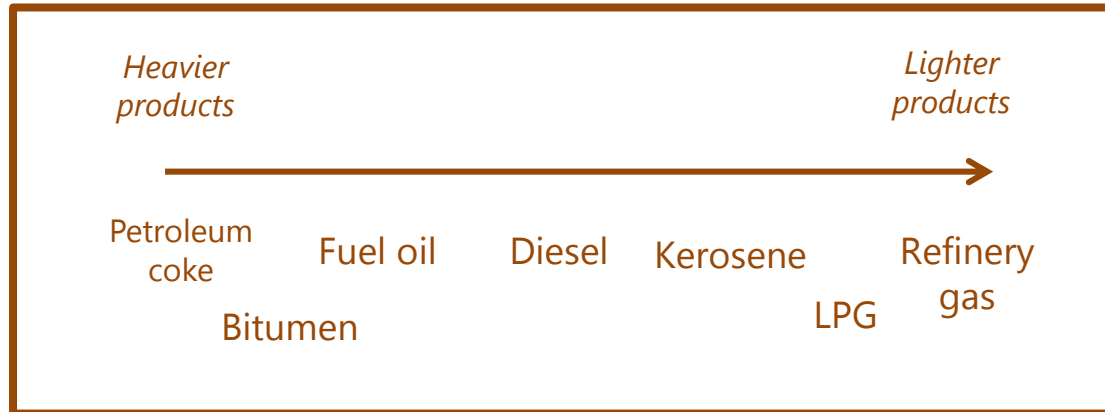 Heavier
products
Lighter
products
Petroleum
coke
Fuel oil
Diesel
Kerosene
Refinery
gas
Bitumen
LPG